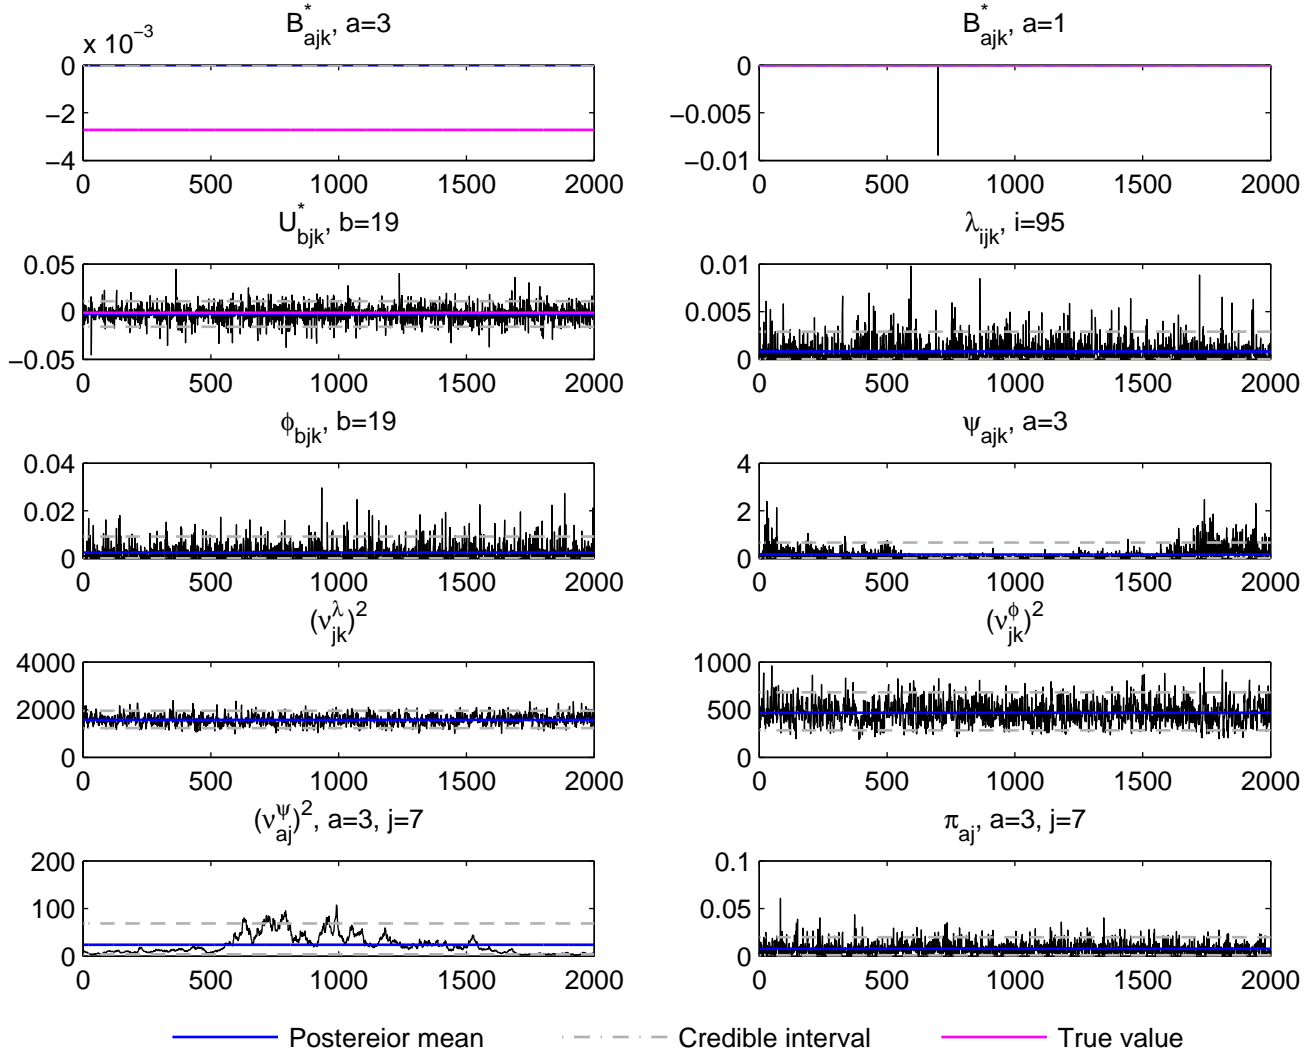 B*ajk, a=3
x 10−3
0
−2
−4
0 500 1000 1500 2000
B*ajk, a=1
0
−0.005
−0.01
0 500 1000 1500 2000
U*bjk, b=19
0.05
0
−0.05
0 500 1000 1500 2000
λijk, i=95
0.01
0.005
0
0 500 1000 1500 2000
ϕbjk, b=19
0.04
0.02
0
0 500 1000 1500 2000
ψajk, a=3
4
2
0
0 500 1000 1500 2000
(νλjk)2
4000
2000
0
0 500 1000 1500 2000
(νϕjk)2
1000
500
0
0 500 1000 1500 2000
(νψaj)2, a=3, j=7
200
100
0
0 500 1000 1500 2000
πaj, a=3, j=7
0.1
0.05
0
0 500 1000 1500 2000
Postereior mean
Credible interval
True value